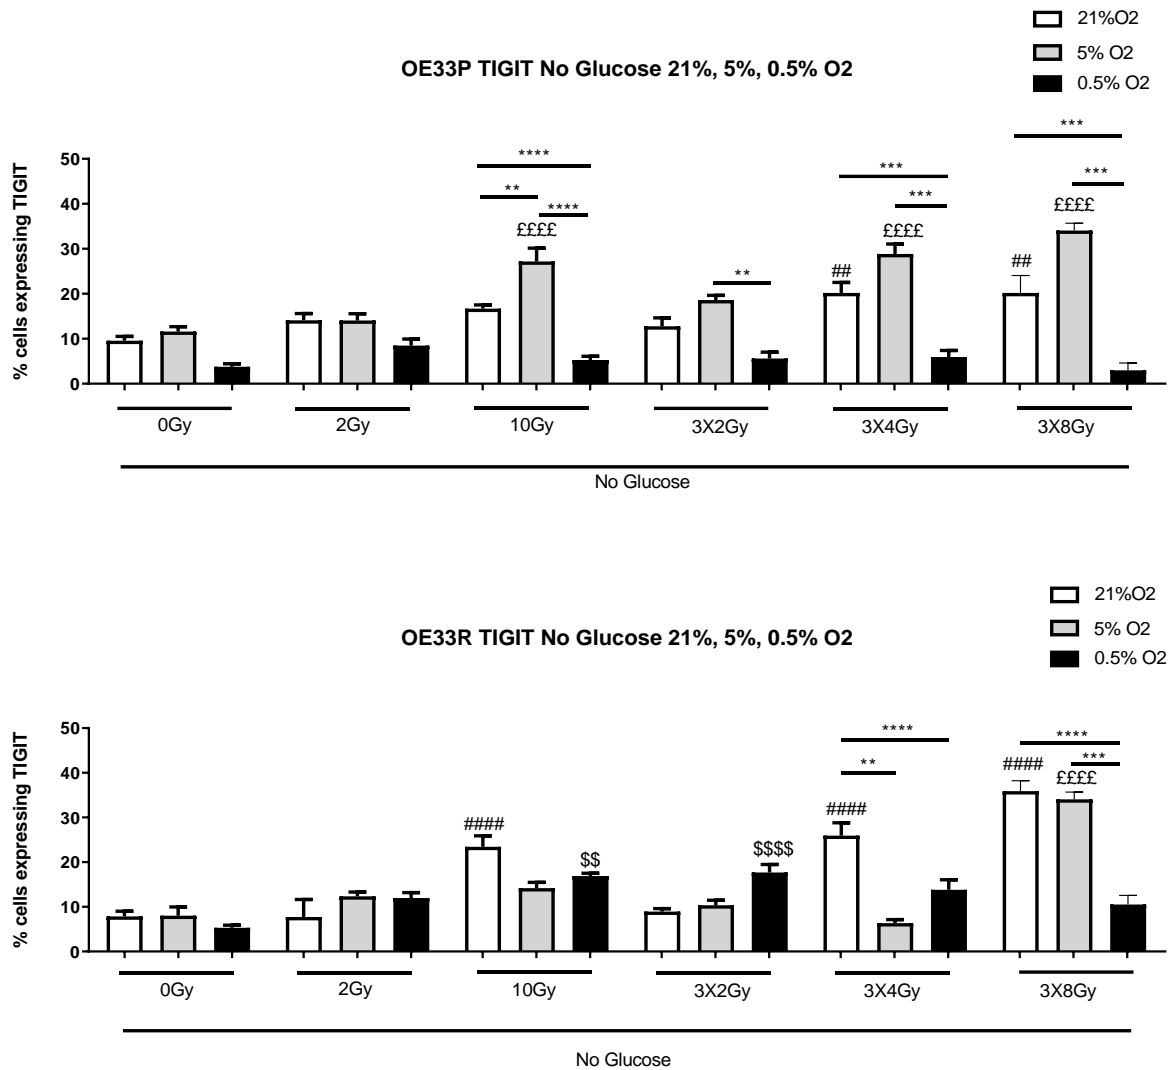 21%O2
5% O2
0.5% O2
OE33P TIGIT No Glucose 21%, 5%, 0.5% O2
% cells expressing TIGIT
50
40
30
20
10
0
****
**
****
££££
**
***
***
##
££££
***
***
££££
##
0Gy
2Gy
10Gy
3X2Gy
3X4Gy
3X8Gy
No Glucose
21%O2
5% O2
0.5% O2
OE33R TIGIT No Glucose 21%, 5%, 0.5% O2
% cells expressing TIGIT
50
40
30
20
10
0
####
$$
$$$$
****
**
####
****
***
####
££££
0Gy
2Gy
10Gy
3X2Gy
3X4Gy
3X8Gy
No Glucose